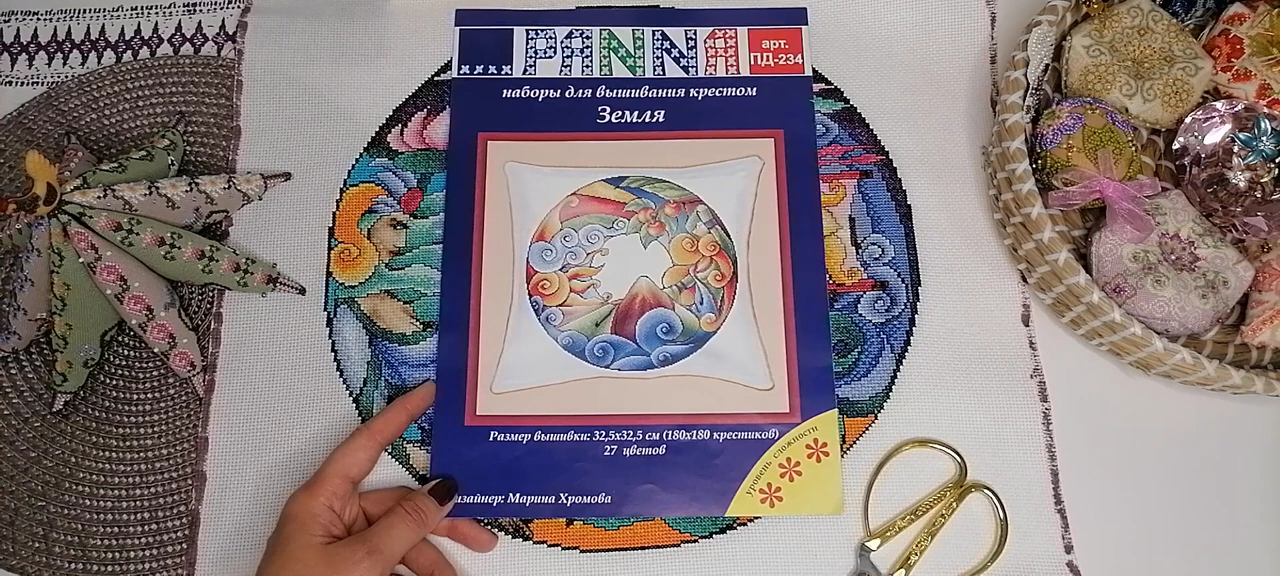 PANNA
арт.
ПД-234
наборы для вышивания крестом
Земля
Размер вышивки: 32,5х32,5 см (180х180 крестиков)
27 цветов
уровень сложности
изайнер: Марина Хромова